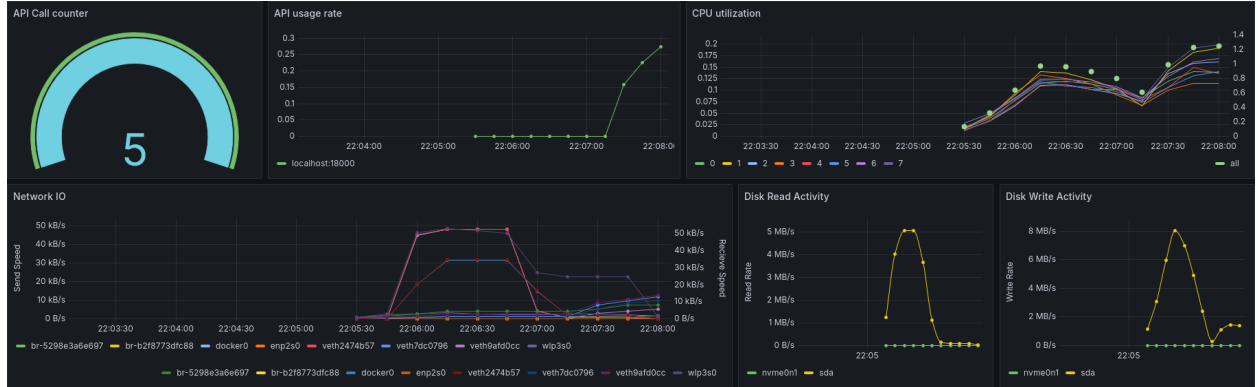 API Call counter
5
API usage rate
0.3
0.25
0.2
0.15
0.1
0.05
0
22:04:00 22:05:00 22:06:00 22:07:00 22:08:0
localhost:18000
CPU utilization
0.2
0.175
0.15
0.125
0.1
0.075
0.05
0.025
0
1.4
1.2
1
0.8
0.6
0.4
0.2
0
22:03:30 22:04:00 22:04:30 22:05:00 22:05:30 22:06:00 22:06:30 22:07:00 22:07:30 22:08:00
0 1 2 3 4 5 6 7 all
Network IO
Send Speed
50 kB/s
40 kB/s
30 kB/s
20 kB/s
10 kB/s
0 B/s
50 kB/s
40 kB/s
30 kB/s
20 kB/s
10 kB/s
0 B/s
Recieve Speed
22:03:30 22:04:00 22:04:30 22:05:00 22:05:30 22:06:00 22:06:30 22:07:00 22:07:30 22:08:00
br-5298e3a6e697 br-b2f8773dfc88 docker0 enp2s0 veth2474b57 veth7dc0796 veth9afd0cc wlp3s0
br-5298e3a6e697 br-b2f8773dfc88 docker0 enp2s0 veth2474b57 veth7dc0796 veth9afd0cc wlp3s0
Disk Read Activity
Read Rate
5 MB/s
4 MB/s
3 MB/s
2 MB/s
1 MB/s
0 B/s
22:05
nvme0n1 sda
Disk Write Activity
Write Rate
8 MB/s
6 MB/s
4 MB/s
2 MB/s
0 B/s
22:05
nvme0n1 sda